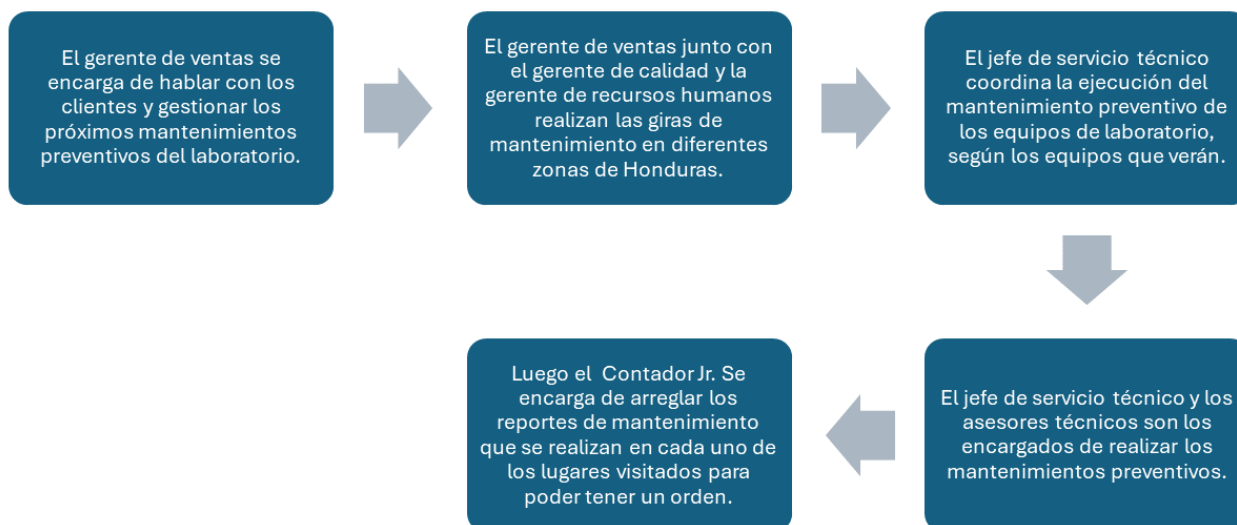 El gerente de ventas se
encarga de hablar con los
clientes y gestionar los
próximos mantenimientos
preventivos del laboratorio.
El gerente de ventas junto con
el gerente de calidad y la
gerente de recursos humanos
realizan las giras de
mantenimiento en diferentes
zonas de Honduras.
El jefe de servicio técnico
coordina la ejecución del
mantenimiento preventivo de
los equipos de laboratorio,
según los equipos que verán.
El jefe de servicio técnico y los
asesores técnicos son los
encargados de realizar los
mantenimientos preventivos.
Luego el Contador Jr. Se
encarga de arreglar los
reportes de mantenimiento
que se realizan en cada uno de
los lugares visitados para
poder tener un orden.